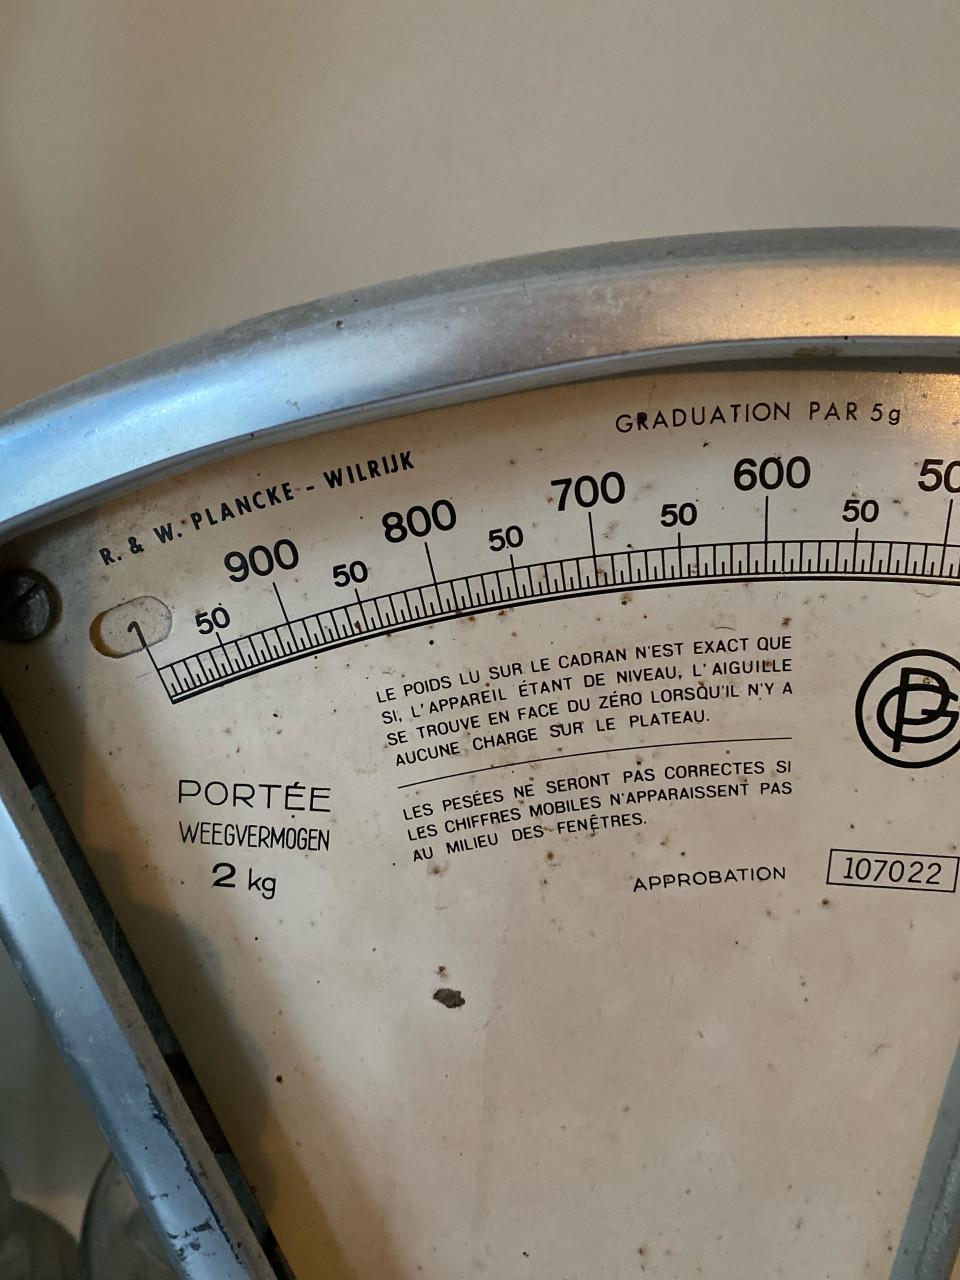 GRADUATION PAR 5g
R. & W. PLANCKE - WILRIJK
1 50 900 50 800 50 700 50 600 50 50
LE POIDS LU SUR LE CADRAN N'EST EXACT QUE
SI, L'APPAREIL ÉTANT DE NIVEAU, L'AIGUILLE
SE TROUVE EN FACE DU ZÉRO LORSQU'IL N'Y A
AUCUNE CHARGE SUR LE PLATEAU.
LES PESÉES NE SERONT PAS CORRECTES SI
LES CHIFFRES MOBILES N'APPARAISSENT PAS
AU MILIEU DES FENÊTRES.
PORTÉE
WEEGVERMOGEN
2 kg
APPROBATION 107022